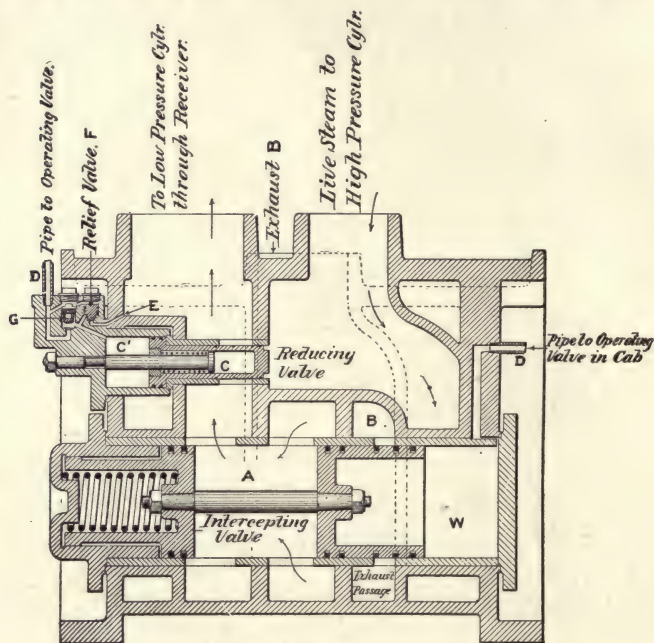 Pipe to Operating Valve.
Relief Valve, F
To Low Pressure Cylr.
through Receiver.
Exhaust B
Live Steam to
High Pressure Cylr.
D
G
E
C'
C
Reducing
Valve
Pipe to Operating
Valve in Cab
D
B
A
W
Intercepting
Valve
Exhaust
Passage